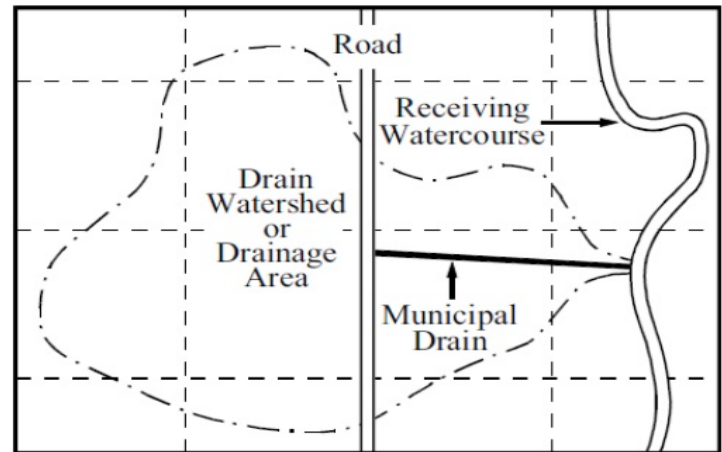 Road
Receiving
Watercourse
Drain
Watershed
or
Drainage
Area
Municipal
Drain